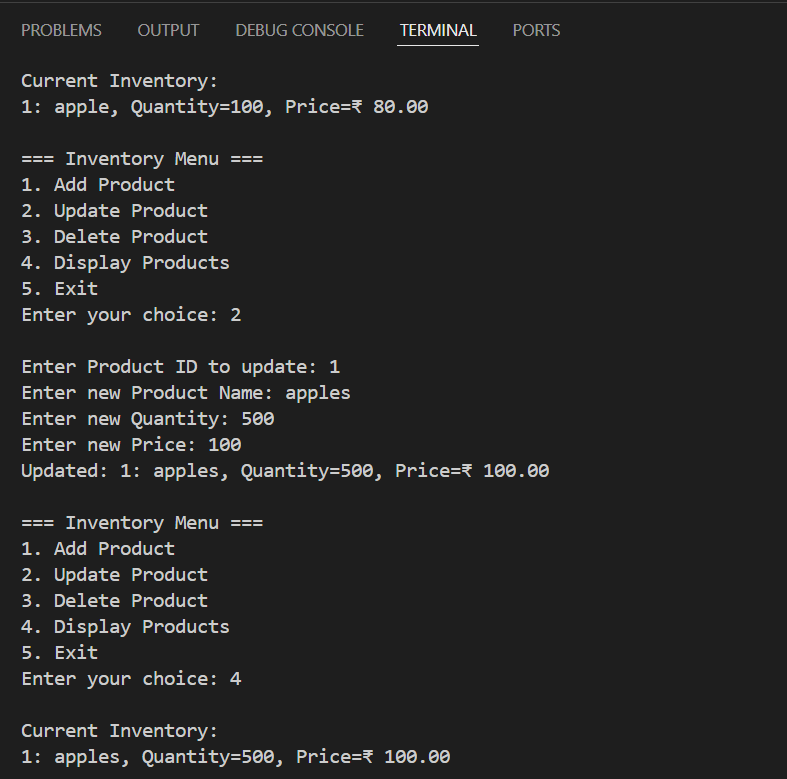 PROBLEMS OUTPUT DEBUG CONSOLE TERMINAL PORTS
Current Inventory:
1: apple, Quantity=100, Price=₹ 80.00
=== Inventory Menu ===
1. Add Product
2. Update Product
3. Delete Product
4. Display Products
5. Exit
Enter your choice: 2
Enter Product ID to update: 1
Enter new Product Name: apples
Enter new Quantity: 500
Enter new Price: 100
Updated: 1: apples, Quantity=500, Price=₹ 100.00
=== Inventory Menu ===
1. Add Product
2. Update Product
3. Delete Product
4. Display Products
5. Exit
Enter your choice: 4
Current Inventory:
1: apples, Quantity=500, Price=₹ 100.00